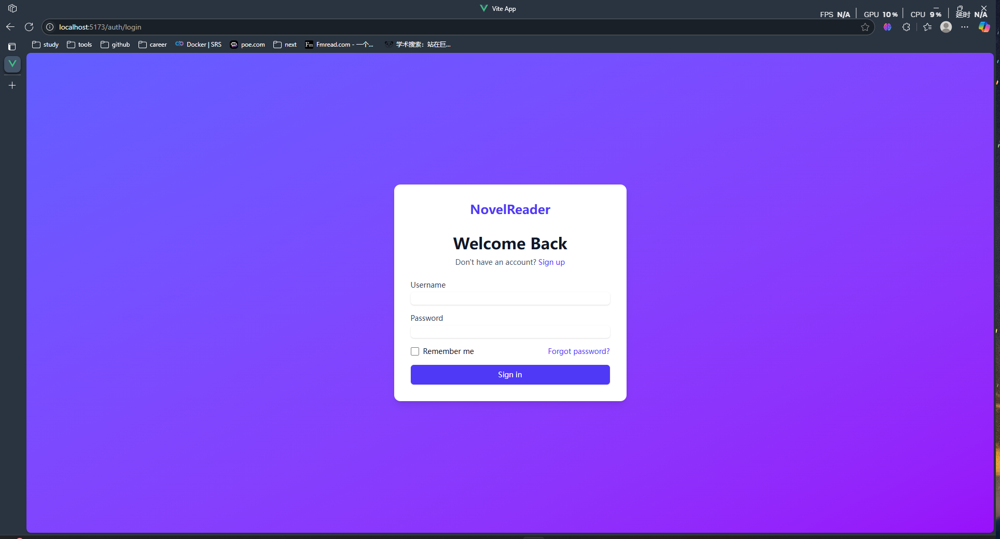 Vite App
FPS N/A GPU 10% CPU 9% 延时 N/A
localhost:5173/auth/login
study tools github career Docker | SRS poe.com next Fm Fmread.com - 一个... 学术搜索：站在巨...
NovelReader
Welcome Back
Don't have an account? Sign up
Username
Password
Remember me Forgot password?
Sign in